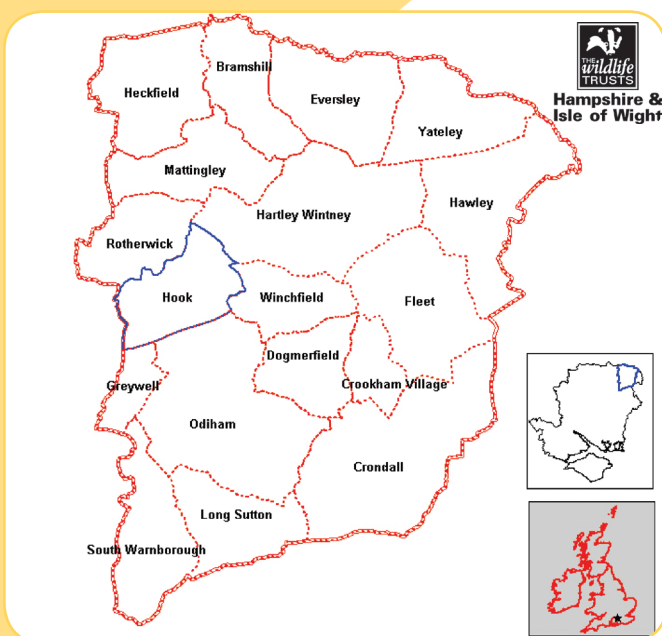 Bramshill
Heckfield
Eversley
Yateley
THE
wildlife
TRUSTS
Hampshire &
Isle of Wight
Mattingley
Hartley Wintney
Hawley
Rotherwick
Hook
Winchfield
Fleet
Dogmerfield
Greywell
Crookham Village
Odiham
Crondall
Long Sutton
South Warnborough